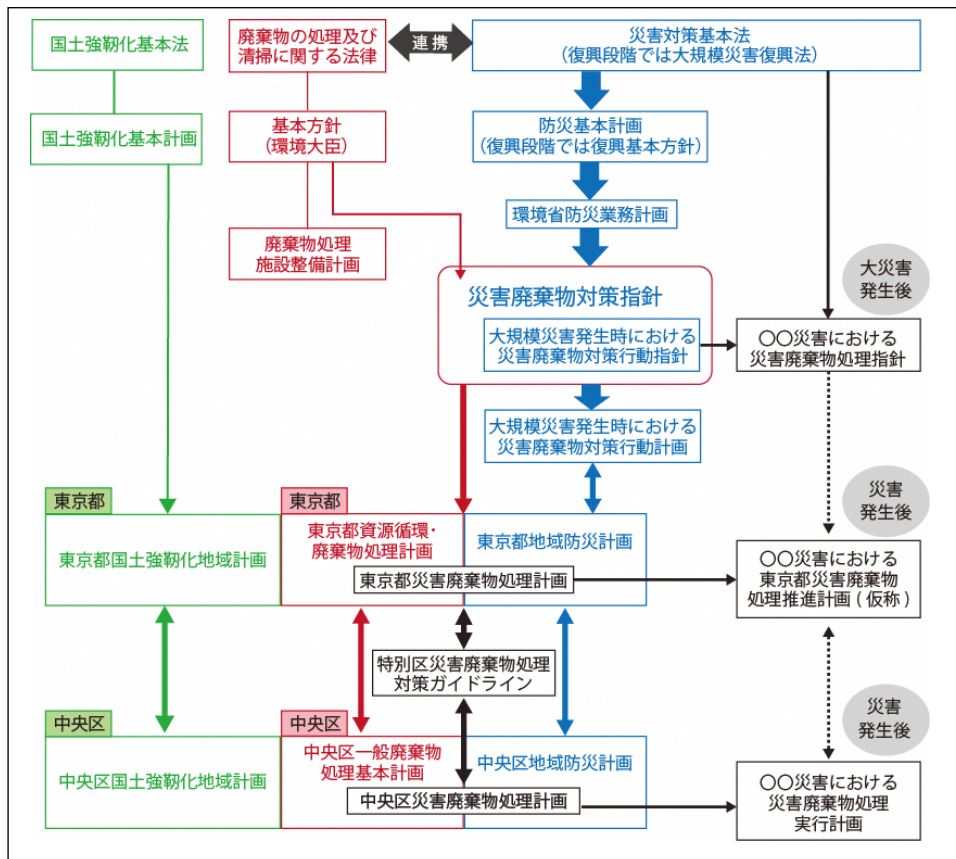 国土強靭化基本法
廃棄物の処理及び
清掃に関する法律
連携
災害対策基本法
(復興段階では大規模災害復興法)
国土強靭化基本計画
基本方針
(環境大臣)
防災基本計画
(復興段階では復興基本方針)
環境省防災業務計画
廃棄物処理
施設整備計画
災害廃棄物対策指針
大規模災害発生時における
災害廃棄物対策行動指針
大災害
発生後
〇〇災害における
災害廃棄物処理指針
大規模災害発生時における
災害廃棄物対策行動計画
東京都
東京都国土強靭化地域計画
東京都
東京都資源循環・
廃棄物処理計画
東京都地域防災計画
東京都災害廃棄物処理計画
災害
発生後
〇〇災害における
東京都災害廃棄物
処理推進計画(仮称)
特別区災害廃棄物処理
対策ガイドライン
中央区
中央区国土強靭化地域計画
中央区
中央区一般廃棄物
処理基本計画
中央区地域防災計画
中央区災害廃棄物処理計画
災害
発生後
〇〇災害における
災害廃棄物処理
実行計画